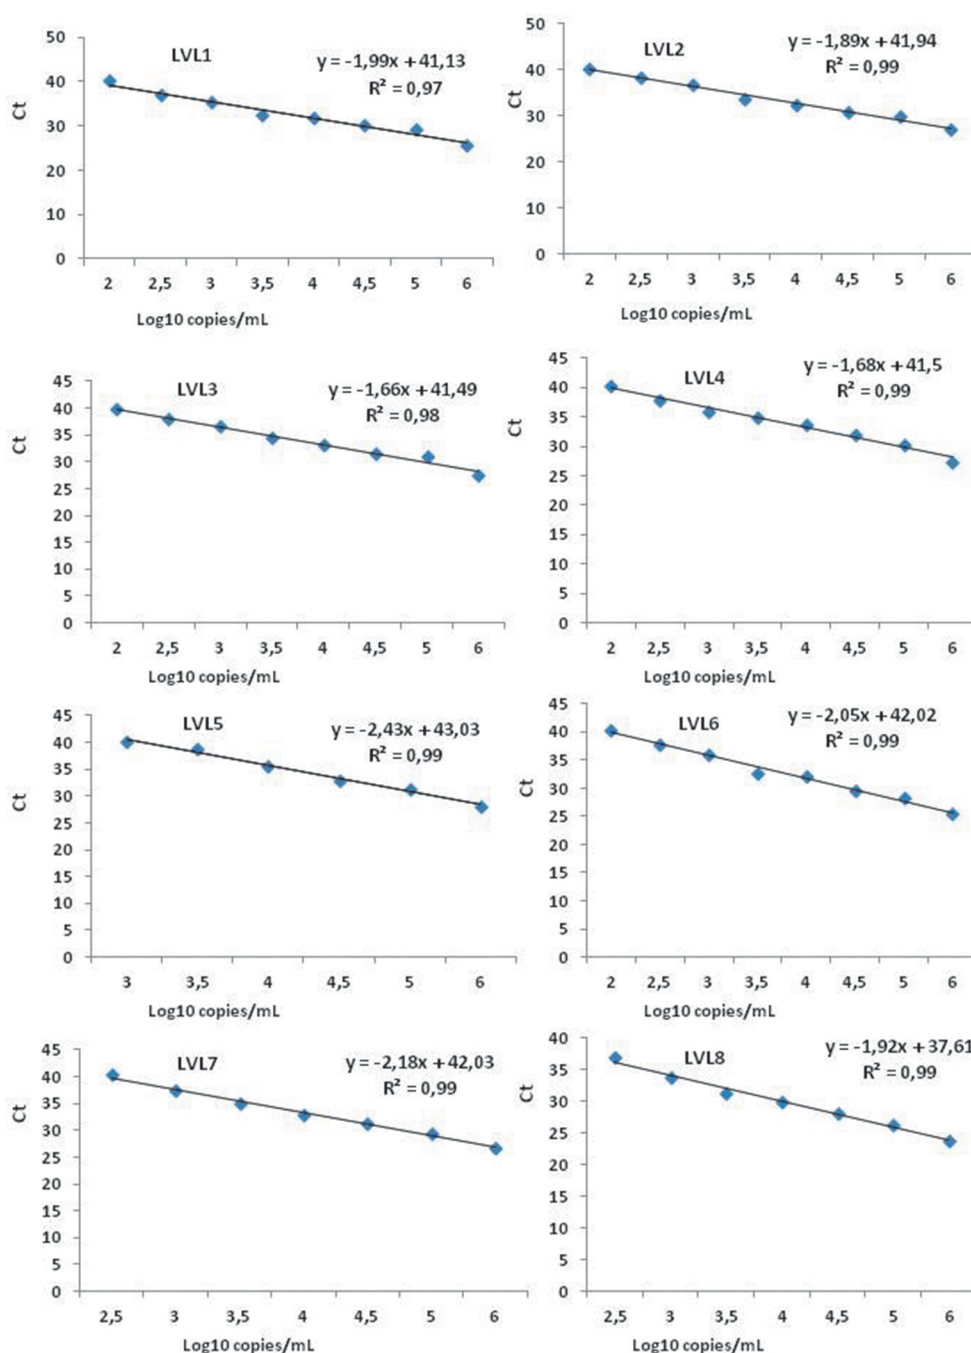 LVL1
y = -1,99x + 41,13
R² = 0,97
Ct
50
40
30
20
10
0
2 2,5 3 3,5 4 4,5 5 6
Log10 copies/mL
LVL2
y = -1,89x + 41,94
R² = 0,99
Ct
50
40
30
20
10
0
2 2,5 3 3,5 4 4,5 5 6
Log10 copies/mL
LVL3
y = -1,66x + 41,49
R² = 0,98
Ct
45
40
35
30
25
20
15
10
5
0
2 2,5 3 3,5 4 4,5 5 6
Log10 copies/mL
LVL4
y = -1,68x + 41,5
R² = 0,99
Ct
45
40
35
30
25
20
15
10
5
0
2 2,5 3 3,5 4 4,5 5 6
Log10 copies/mL
LVL5
y = -2,43x + 43,03
R² = 0,99
Ct
45
40
35
30
25
20
15
10
5
0
3 3,5 4 4,5 5 6
Log10 copies/mL
LVL6
y = -2,05x + 42,02
R² = 0,99
Ct
45
40
35
30
25
20
15
10
5
0
2 2,5 3 3,5 4 4,5 5 6
Log10 copies/mL
LVL7
y = -2,18x + 42,03
R² = 0,99
Ct
45
40
35
30
25
20
15
10
5
0
2,5 3 3,5 4 4,5 5 6
Log10 copies/mL
LVL8
y = -1,92x + 37,61
R² = 0,99
Ct
40
35
30
25
20
15
10
5
0
2,5 3 3,5 4 4,5 5 6
Log10 copies/mL